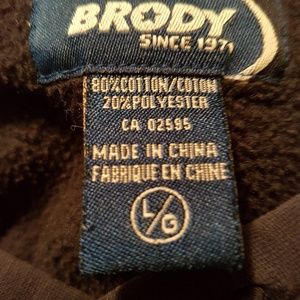 BRODY
SINCE 1971
80%COTTON/COTON
20%POLYESTER
CA 02595
MADE IN CHINA
FABRIQUE EN CHINE
L/G